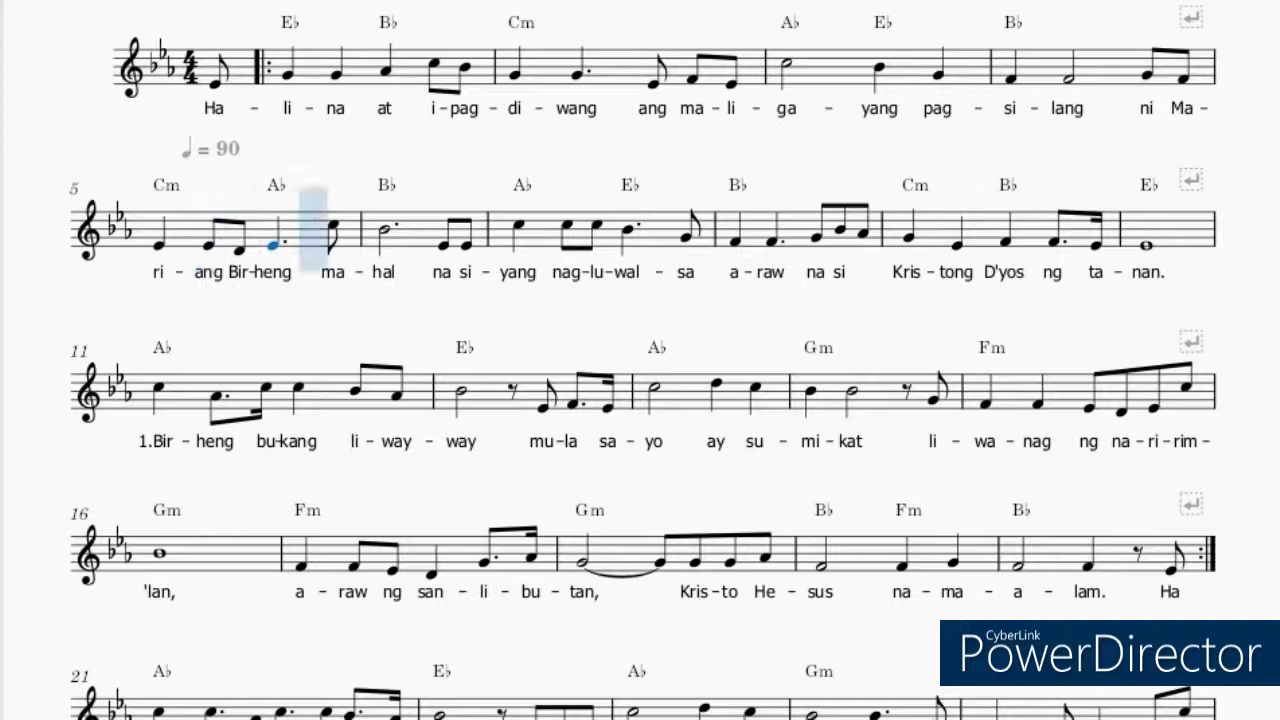 E♭ B♭ Cm A♭ E♭ B♭
4/4
Ha – li – na at i – pag – di – wang ang ma – li – ga – yang pag – si – lang ni Ma –
♩ = 90
5 Cm A♭ B♭ A♭ E♭ B♭ Cm B♭ E♭
ri – ang Bir-heng ma – hal na si – yang nag-lu-wal – sa a – raw na si Kris – tong D'yos ng ta – nan.
11 A♭ E♭ A♭ Gm Fm
1.Bir – heng bu-kang li – way – way mu-la sa – yo ay su – mi – kat li – wa – nag ng na – ri – rim –
16 Gm Fm Gm B♭ Fm B♭
'lan, a – raw ng san – li – bu – tan, Kris – to He – sus na – ma – a – lam. Ha
CyberLink
PowerDirector
21 A♭ E♭ A♭ Gm